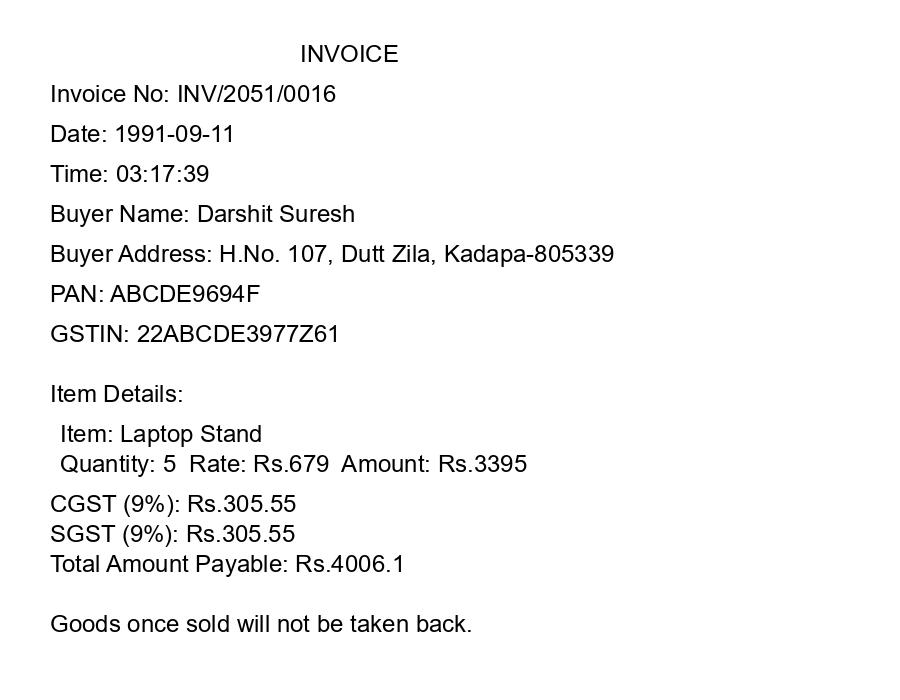 INVOICE
Invoice No: INV/2051/0016
Date: 1991-09-11
Time: 03:17:39
Buyer Name: Darshit Suresh
Buyer Address: H.No. 107, Dutt Zila, Kadapa-805339
PAN: ABCDE9694F
GSTIN: 22ABCDE3977Z61
Item Details:
Item: Laptop Stand
Quantity: 5 Rate: Rs.679 Amount: Rs.3395
CGST (9%): Rs.305.55
SGST (9%): Rs.305.55
Total Amount Payable: Rs.4006.1
Goods once sold will not be taken back.